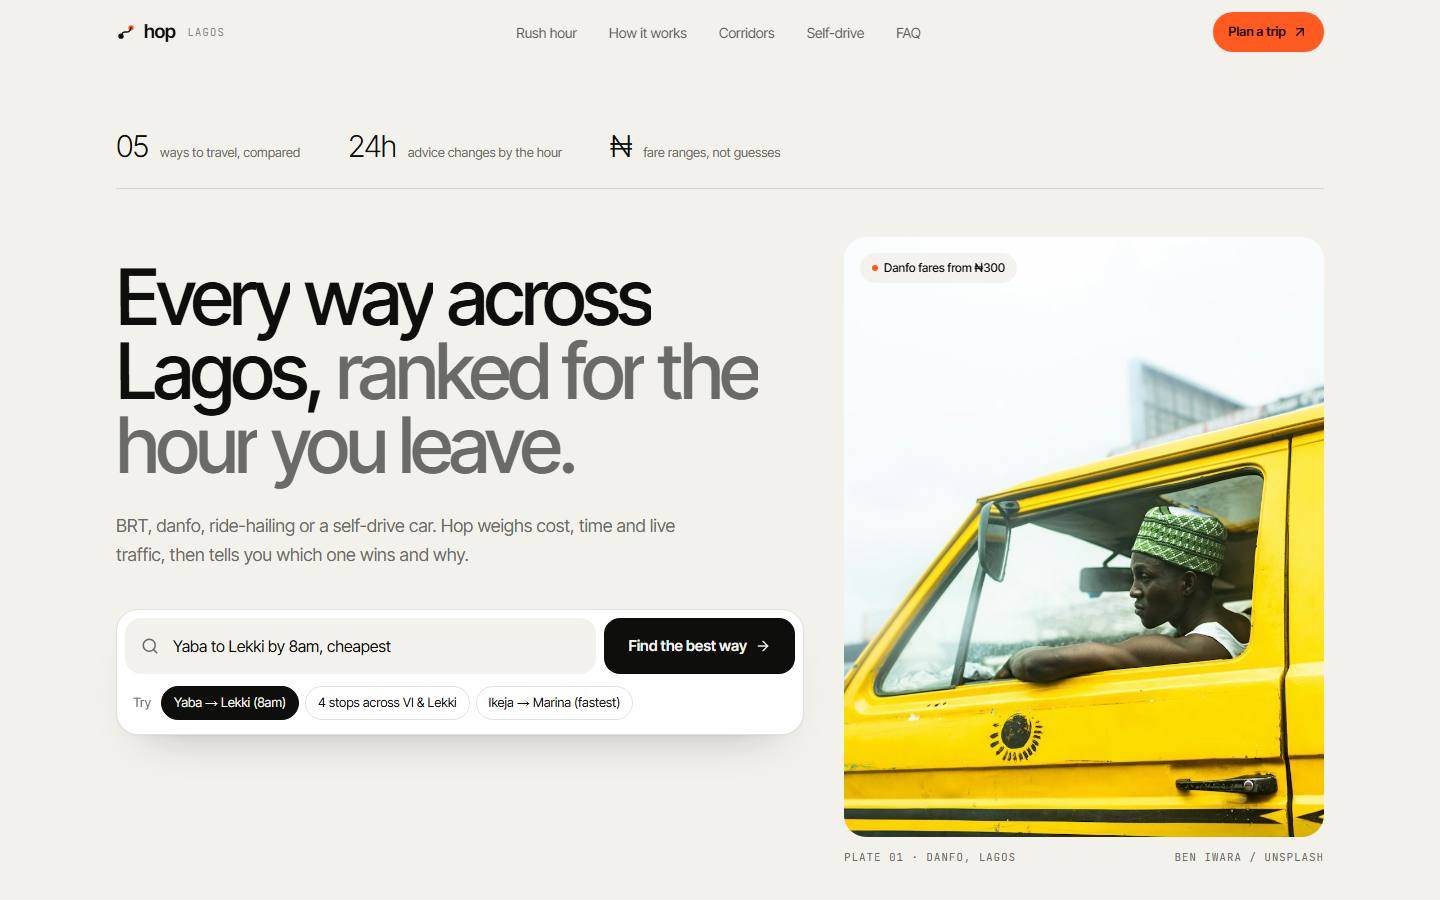 hop LAGOS
Rush hour
How it works
Corridors
Self-drive
FAQ
Plan a trip
05 ways to travel, compared
24h advice changes by the hour
₦ fare ranges, not guesses
Every way across
Lagos, ranked for the
hour you leave.
BRT, danfo, ride-hailing or a self-drive car. Hop weighs cost, time and live
traffic, then tells you which one wins and why.
Yaba to Lekki by 8am, cheapest
Find the best way →
Try
Yaba → Lekki (8am)
4 stops across VI & Lekki
Ikeja → Marina (fastest)
Danfo fares from ₦300
PLATE 01 · DANFO, LAGOS
BEN IWARA / UNSPLASH